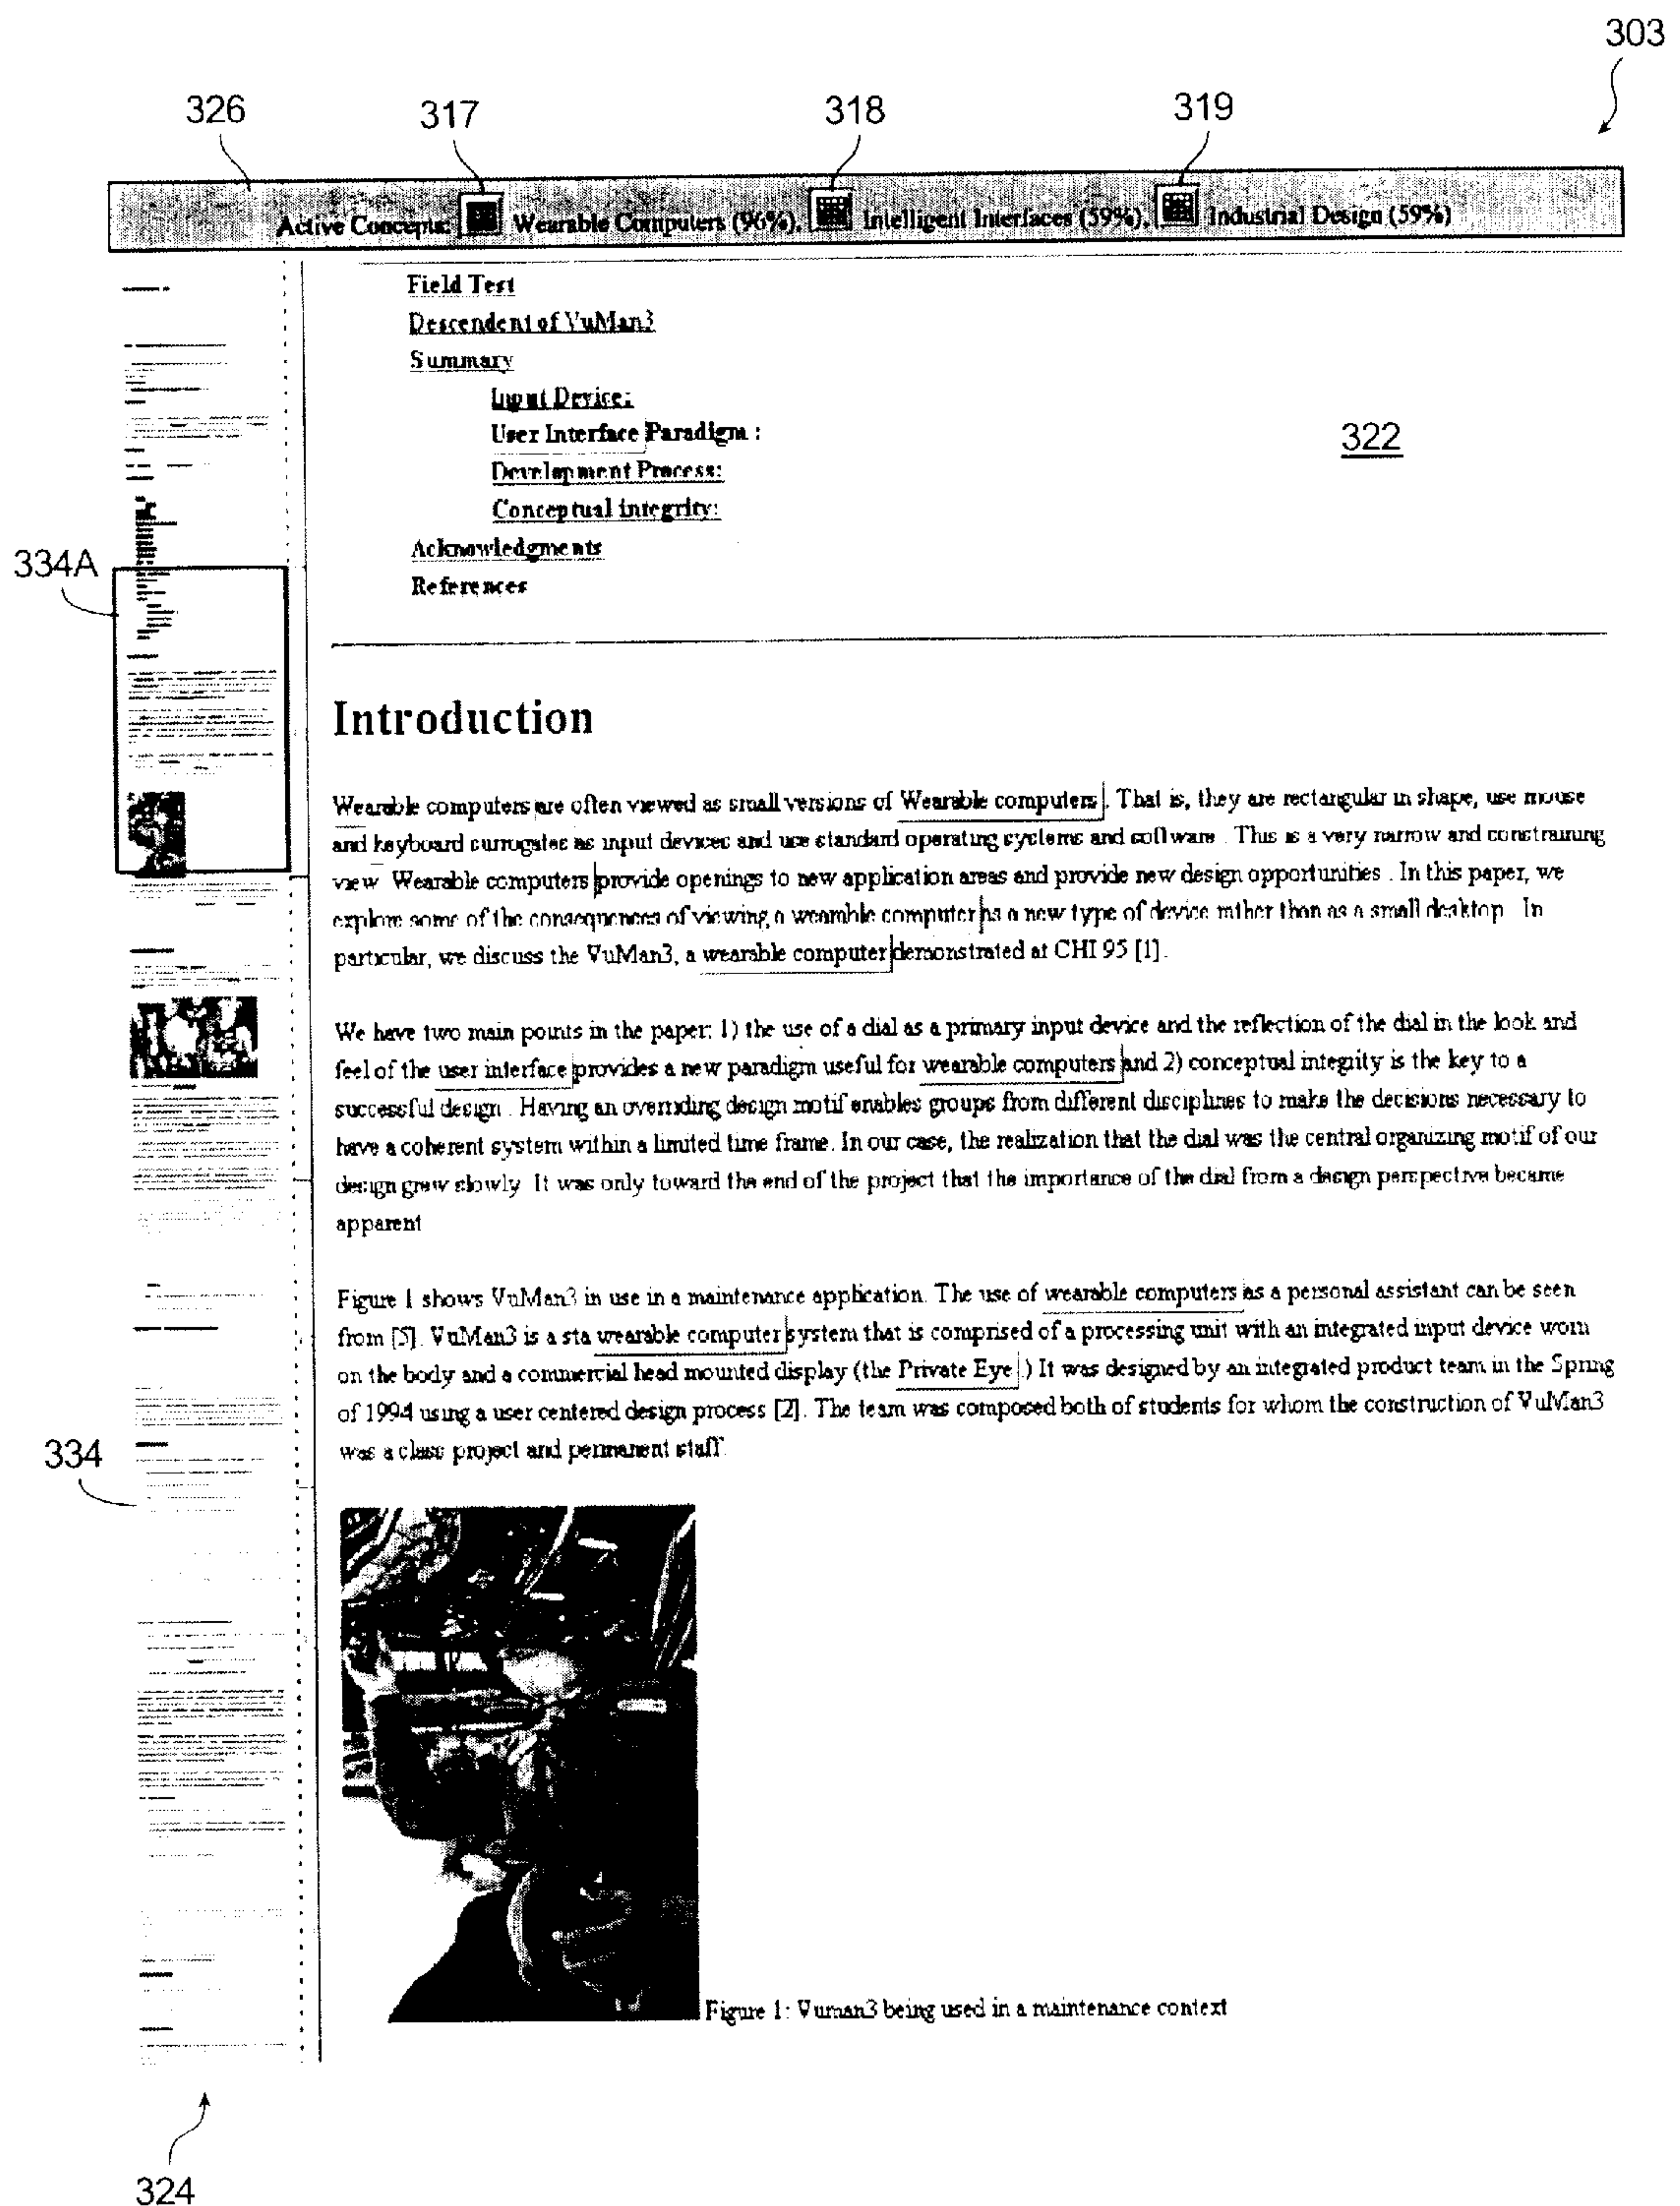 303
326 317 318 319
Active Concepts: Wearable Computers (96%), Intelligent Interfaces (59%), Industrial Design (59%)
Field Test
Descendent of VuMan3
Summary
Input Device:
322
User Interface Paradigm :
Development Process:
Conceptual integrity:
334A
Acknowledgments
References
Introduction
Wearable computers are often viewed as small versions of Wearable computers . That is, they are rectangular in shape, use mouse
and keyboard surrogates as input devices and use standard operating systems and software . This is a very narrow and constraining
view Wearable computers provide openings to new application areas and provide new design opportunities . In this paper, we
explore some of the consequences of viewing a wearable computer as a new type of device rather than as a small desktop . In
particular, we discuss the VuMan3, a wearable computer demonstrated at CHI 95 [1].
We have two main points in the paper: 1) the use of a dial as a primary input device and the reflection of the dial in the look and
feel of the user interface provides a new paradigm useful for wearable computers and 2) conceptual integrity is the key to a
successful design . Having an overriding design motif enables groups from different disciplines to make the decisions necessary to
have a coherent system within a limited time frame. In our case, the realization that the dial was the central organizing motif of our
design grew slowly It was only toward the end of the project that the importance of the dial from a design perspective became
apparent
Figure 1 shows VuMan3 in use in a maintenance application. The use of wearable computers as a personal assistant can be seen
from [5]. VuMan3 is a sta wearable computer system that is comprised of a processing unit with an integrated input device worn
on the body and a commercial head mounted display (the Private Eye .) It was designed by an integrated product team in the Spring
of 1994 using a user centered design process [2]. The team was composed both of students for whom the construction of VuMan3
334
was a class project and permanent staff
Figure 1: Vuman3 being used in a maintenance context
324